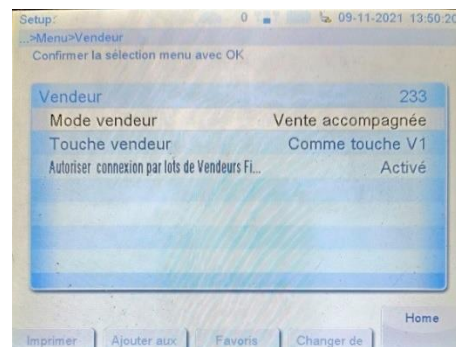 Setup: 0 09-11-2021 13:50:20
...>Menu>Vendeur
Confirmer la sélection menu avec OK
Vendeur 233
Mode vendeur Vente accompagnée
Touche vendeur Comme touche V1
Autoriser connexion par lots de Vendeurs Fi... Activé
Home
Imprimer Ajouter aux Favoris Changer de